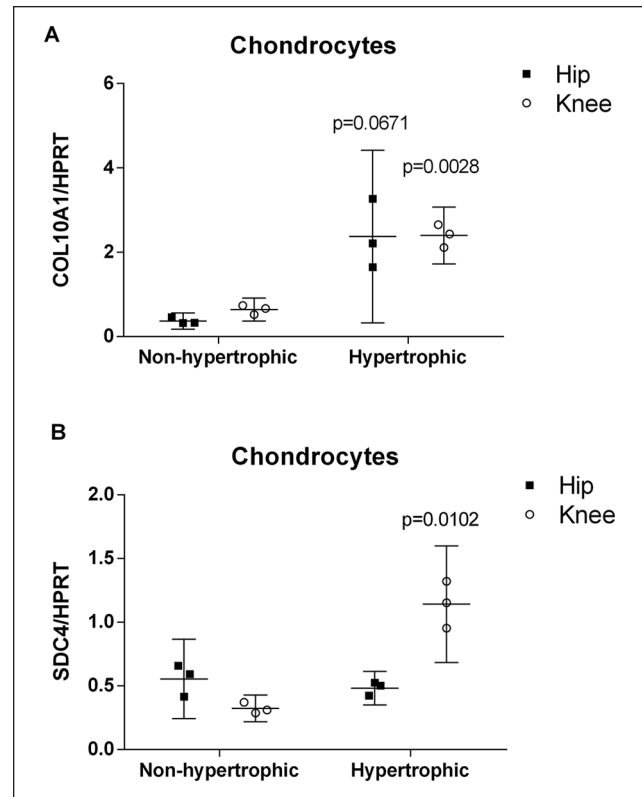 A
Chondrocytes
Hip
Knee
COL10A1/HPRT
6
4
2
0
p=0.0671
p=0.0028
Non-hypertrophic
Hypertrophic
B
Chondrocytes
Hip
Knee
SDC4/HPRT
2.0
1.5
1.0
0.5
0.0
p=0.0102
Non-hypertrophic
Hypertrophic